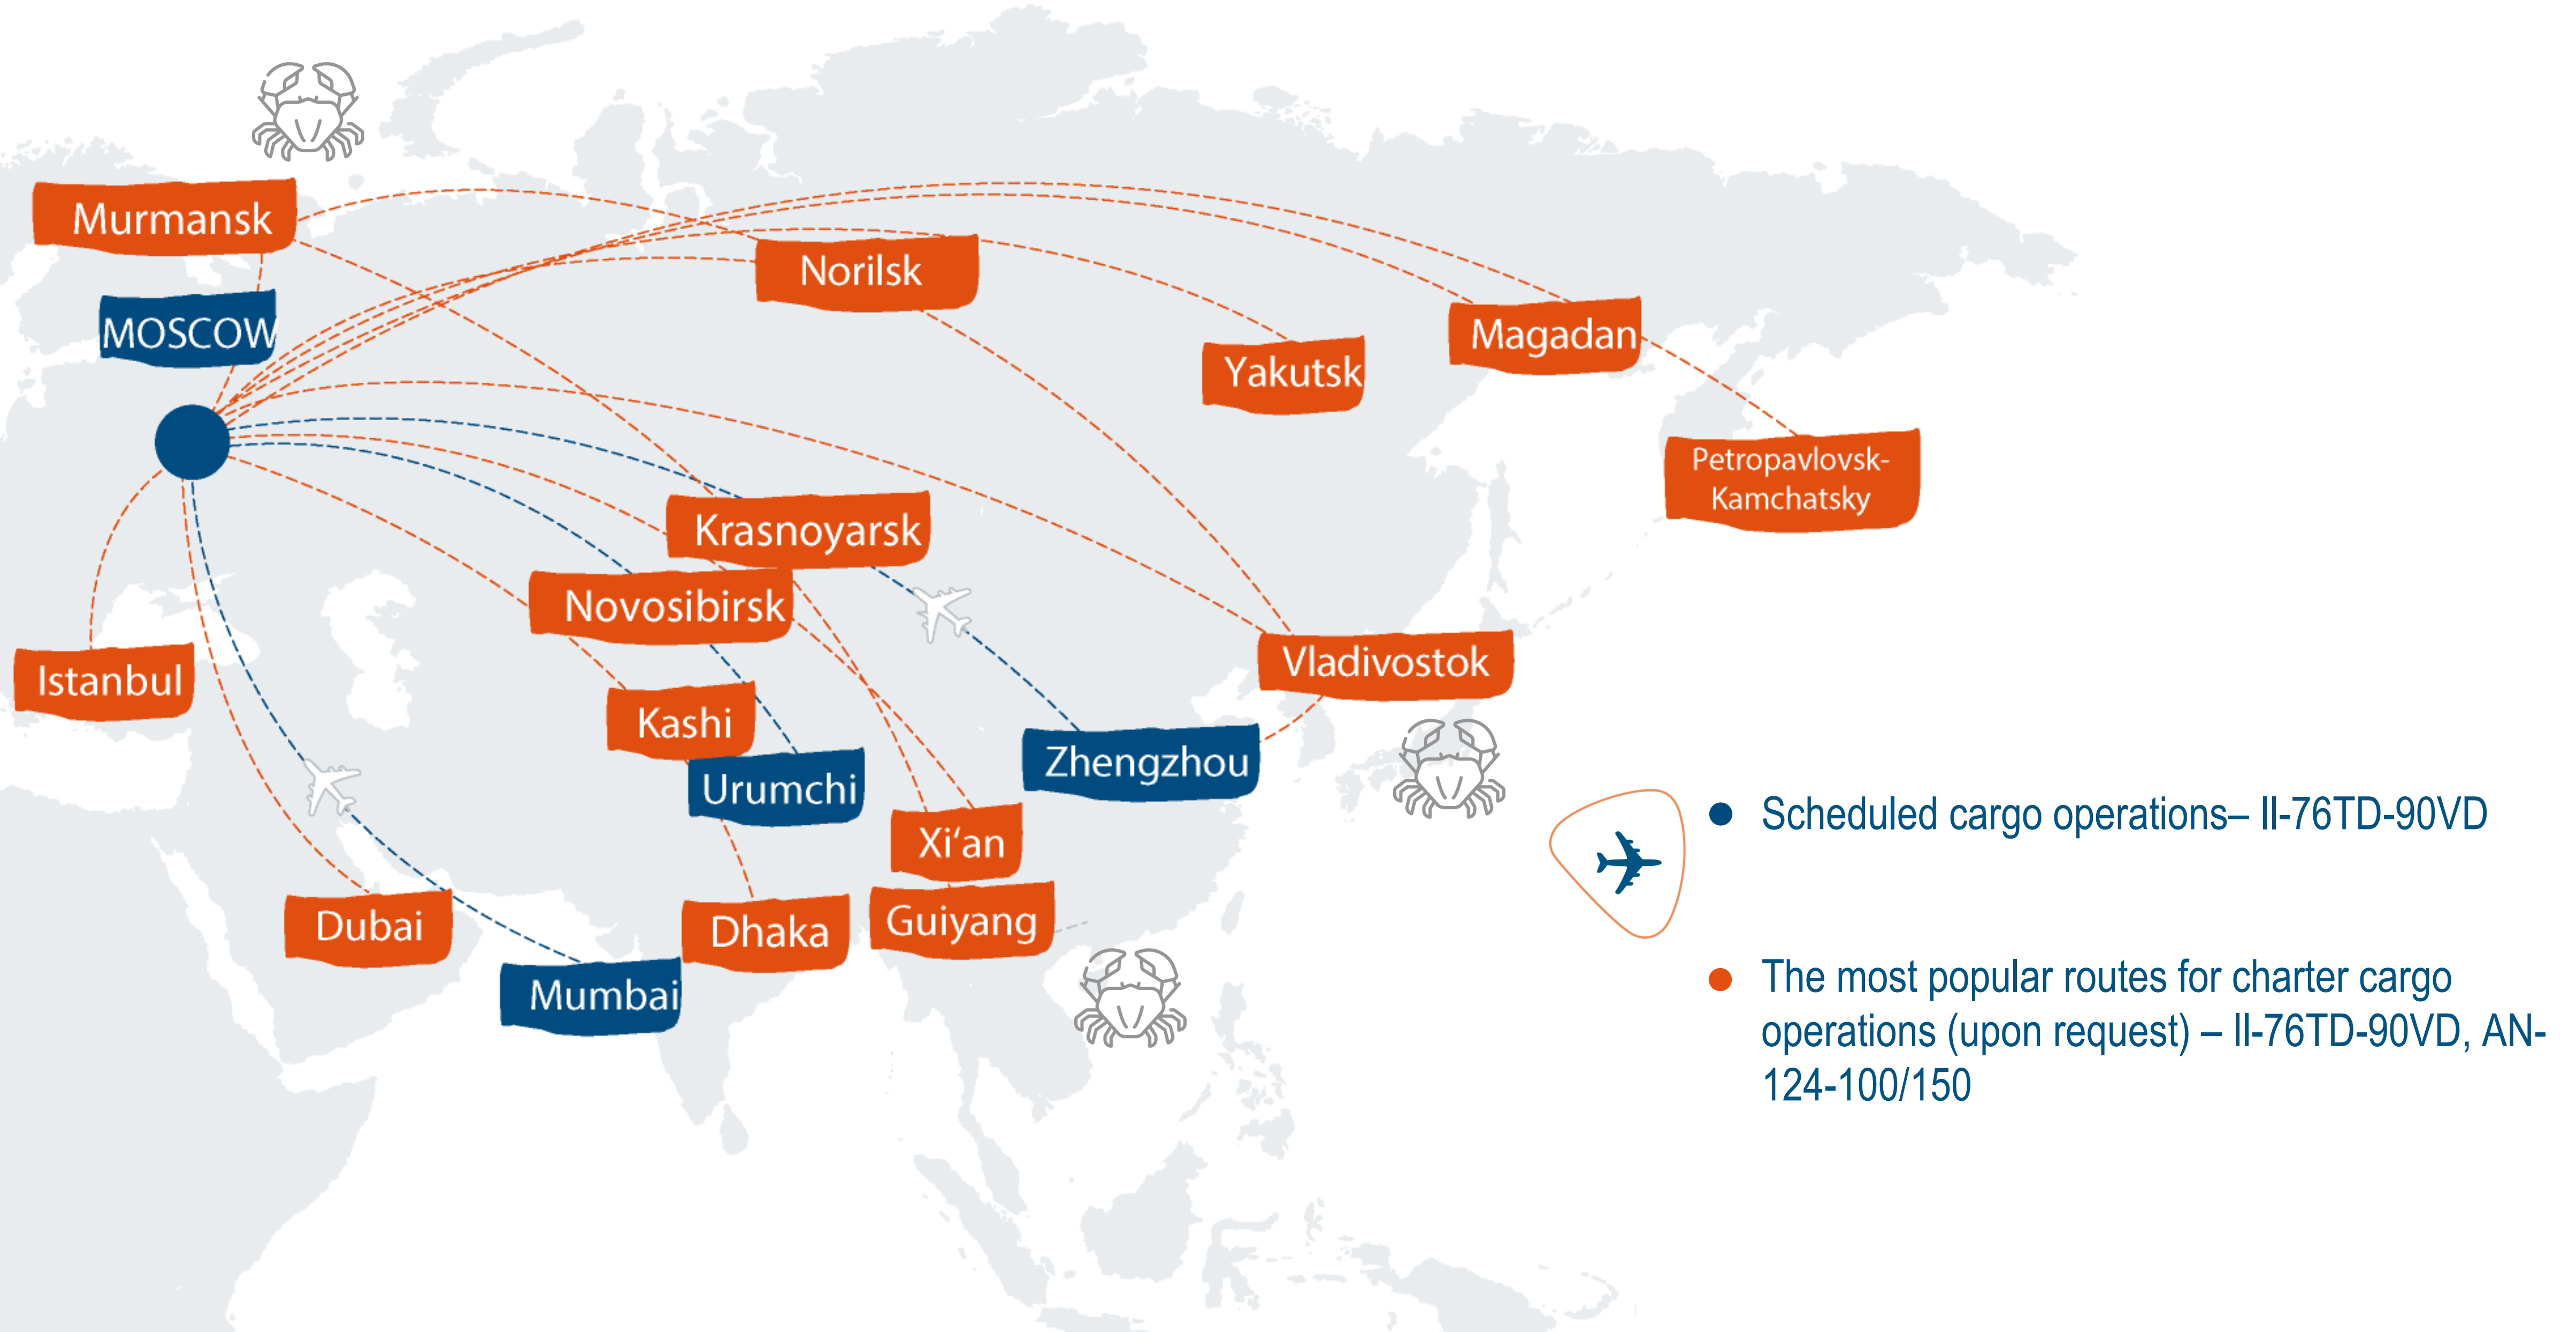 Murmansk
MOSCOW
Norilsk
Magadan
Yakutsk
Petropavlovsk-
Kamchatsky
Krasnoyarsk
Novosibirsk
Istanbul
Vladivostok
Kashi
Urumchi
Zhengzhou
Xi‘an
Dubai
Dhaka
Guiyang
Mumbai
Scheduled cargo operations– Il-76TD-90VD
The most popular routes for charter cargo
operations (upon request) – Il-76TD-90VD, AN-
124-100/150